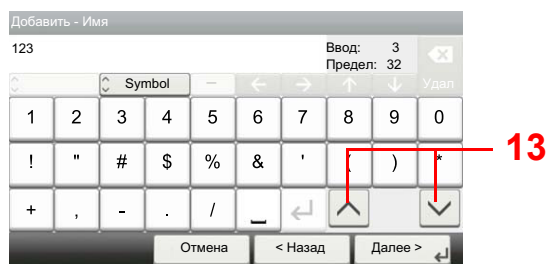 Добавить - Имя
123 Ввод: 3
Предел: 32
Symbol – ← → ↑ ↓ Удал
1 2 3 4 5 6 7 8 9 0
! " # $ % & ' ( ) *
+ , - . / _
Отмена < Назад Далее >
13